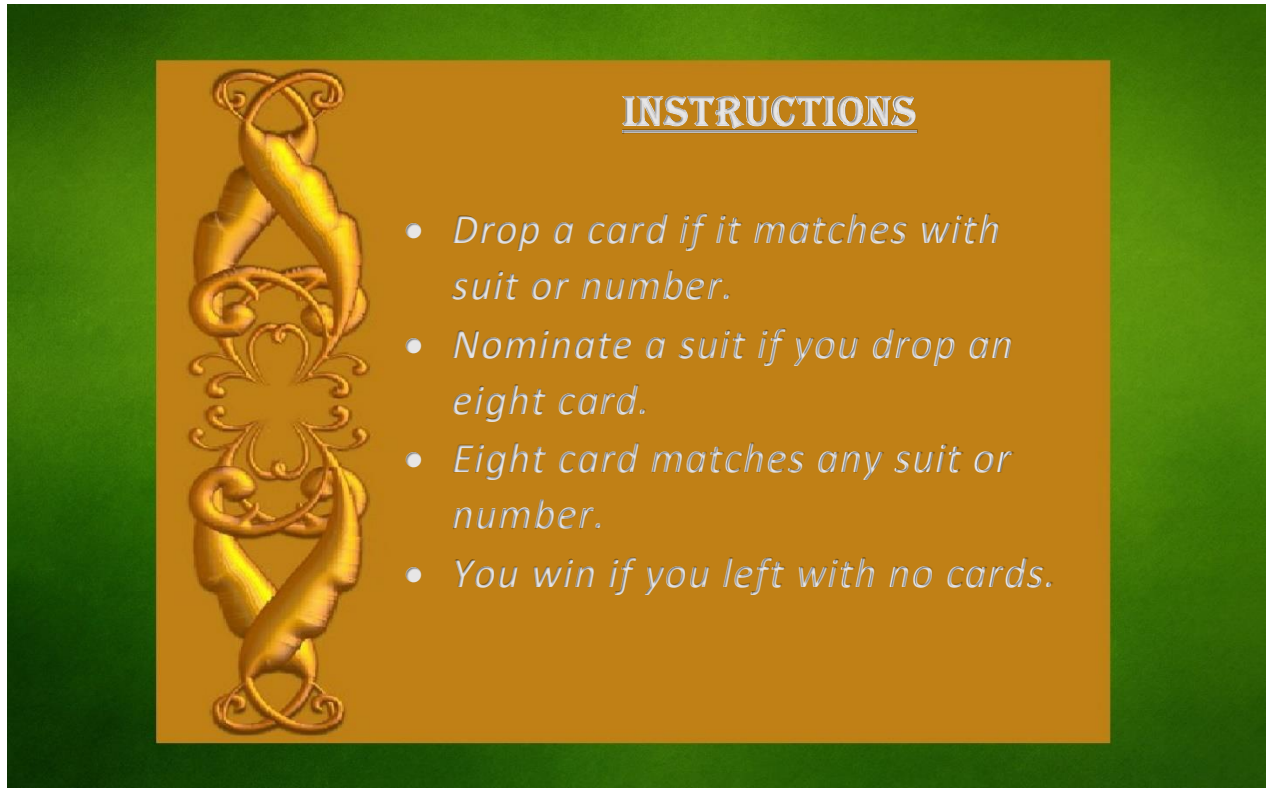 INSTRUCTIONS
• Drop a card if it matches with
suit or number.
• Nominate a suit if you drop an
eight card.
• Eight card matches any suit or
number.
• You win if you left with no cards.